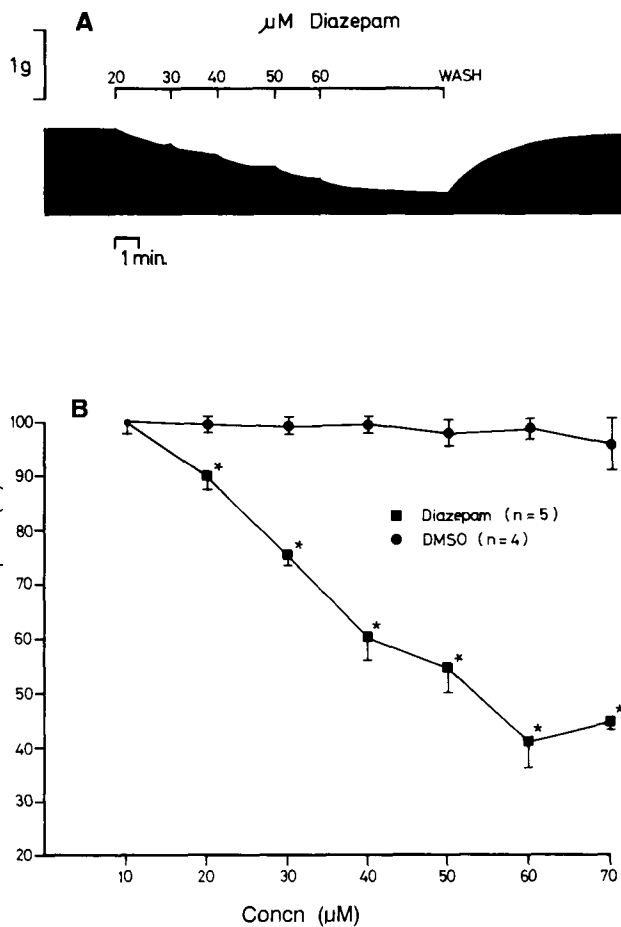 A
µM Diazepam
1g
20 30 40 50 60 WASH
1 min.
B
100
90
80
70
60
50
40
30
20
■ Diazepam (n=5)
● DMSO (n=4)
* * * * * *
10 20 30 40 50 60 70
Concn (µM)